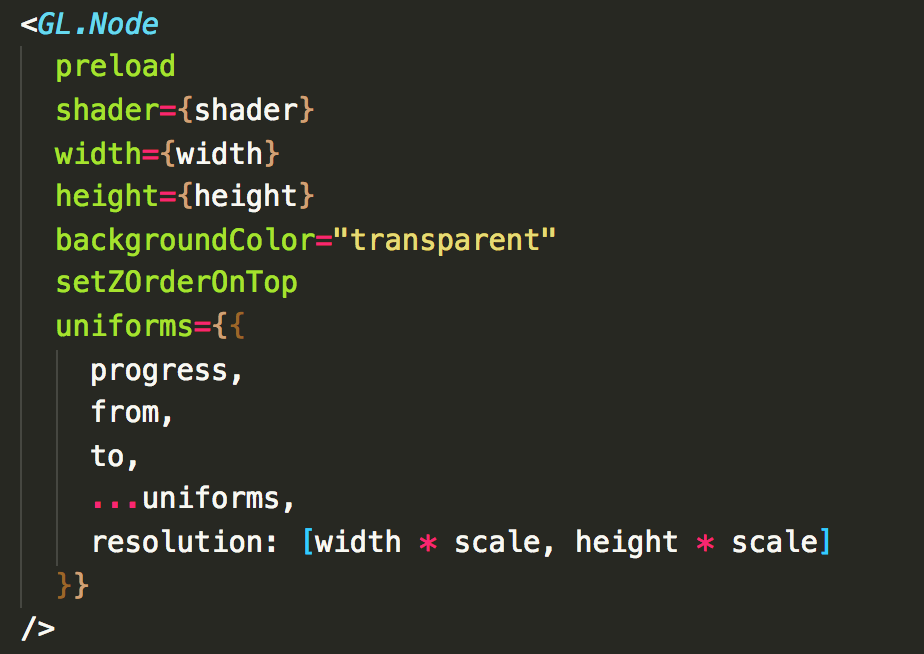 <GL.Node
preload
shader={shader}
width={width}
height={height}
backgroundColor="transparent"
setZOrderOnTop
uniforms={{
progress,
from,
to,
...uniforms,
resolution: [width * scale, height * scale]
}}
/>